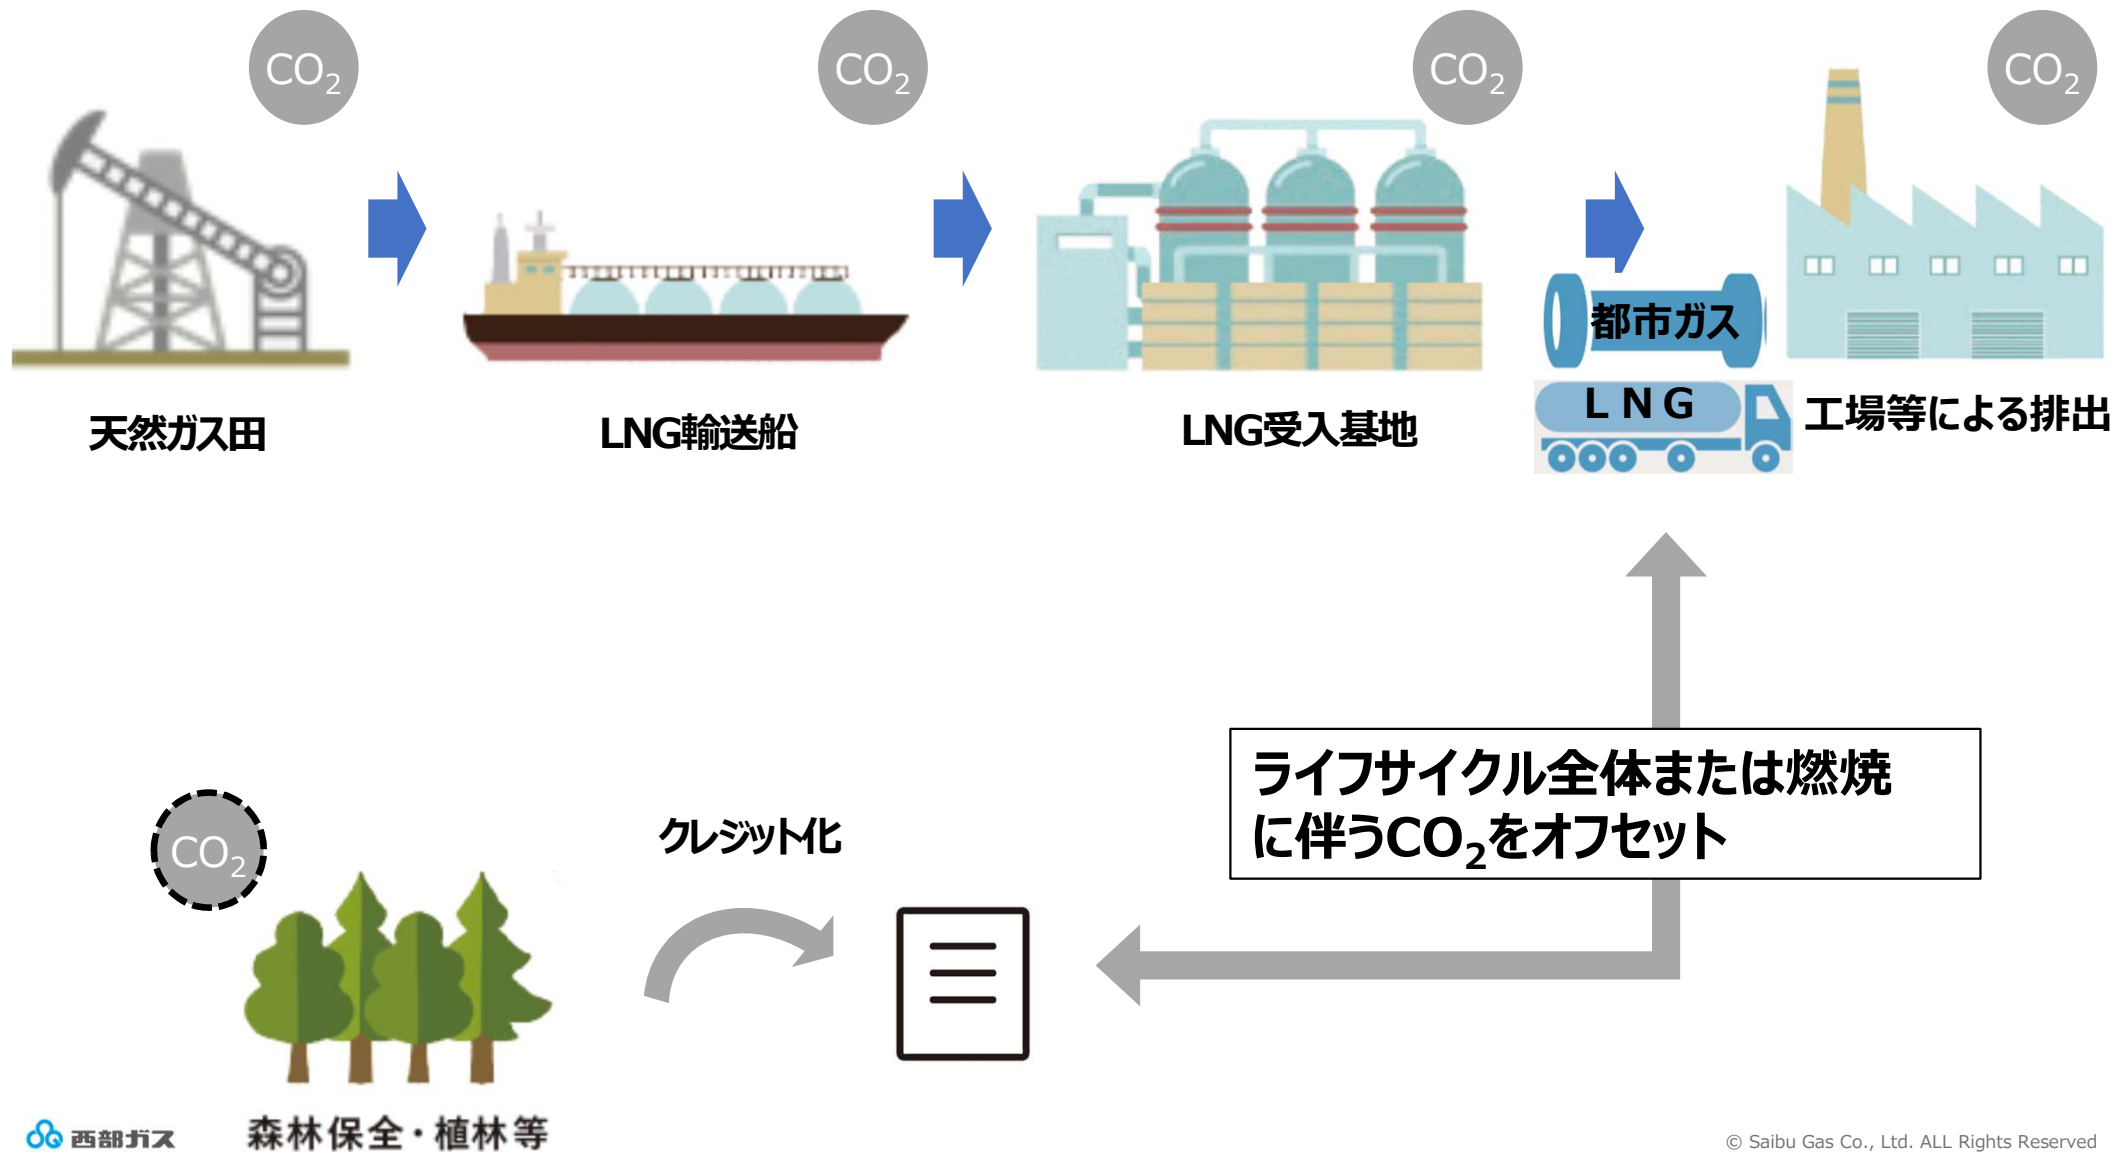 CO₂
CO₂
CO₂
CO₂
天然ガス田
LNG輸送船
LNG受入基地
都市ガス
LNG
工場等による排出
ライフサイクル全体または燃焼
に伴うCO₂をオフセット
CO₂
クレジット化
森林保全・植林等
西部ガス
© Saibu Gas Co., Ltd. ALL Rights Reserved